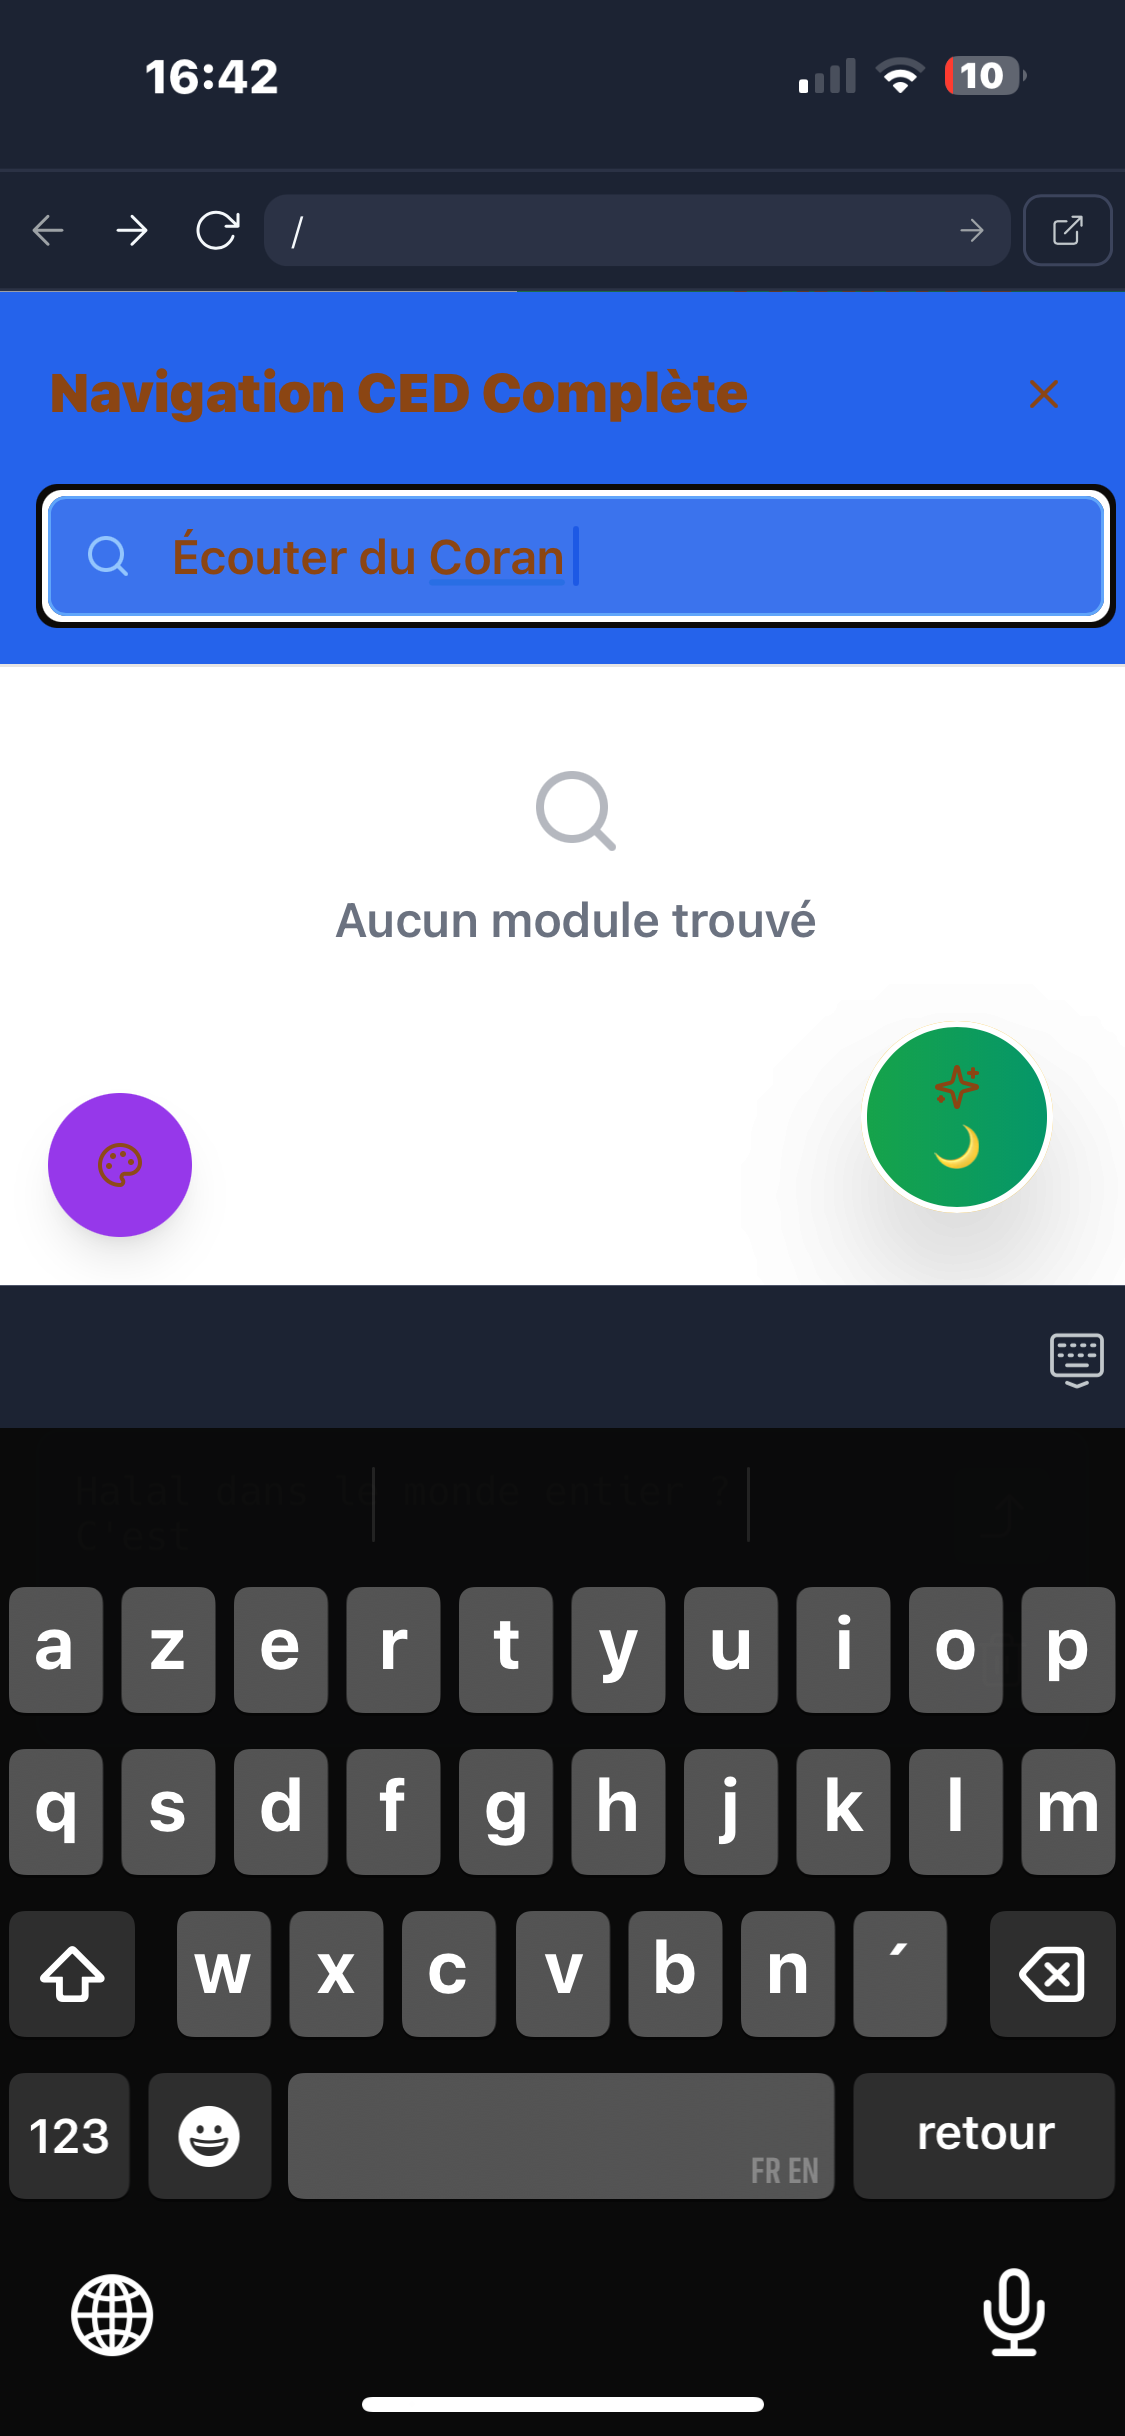 16:42
10
/
Navigation CED Complète
Écouter du Coran
Aucun module trouvé
Halal dans le monde entier ?
C'est
a z e r t y u i o p
q s d f g h j k l m
w x c v b n ´
123
FR EN
retour